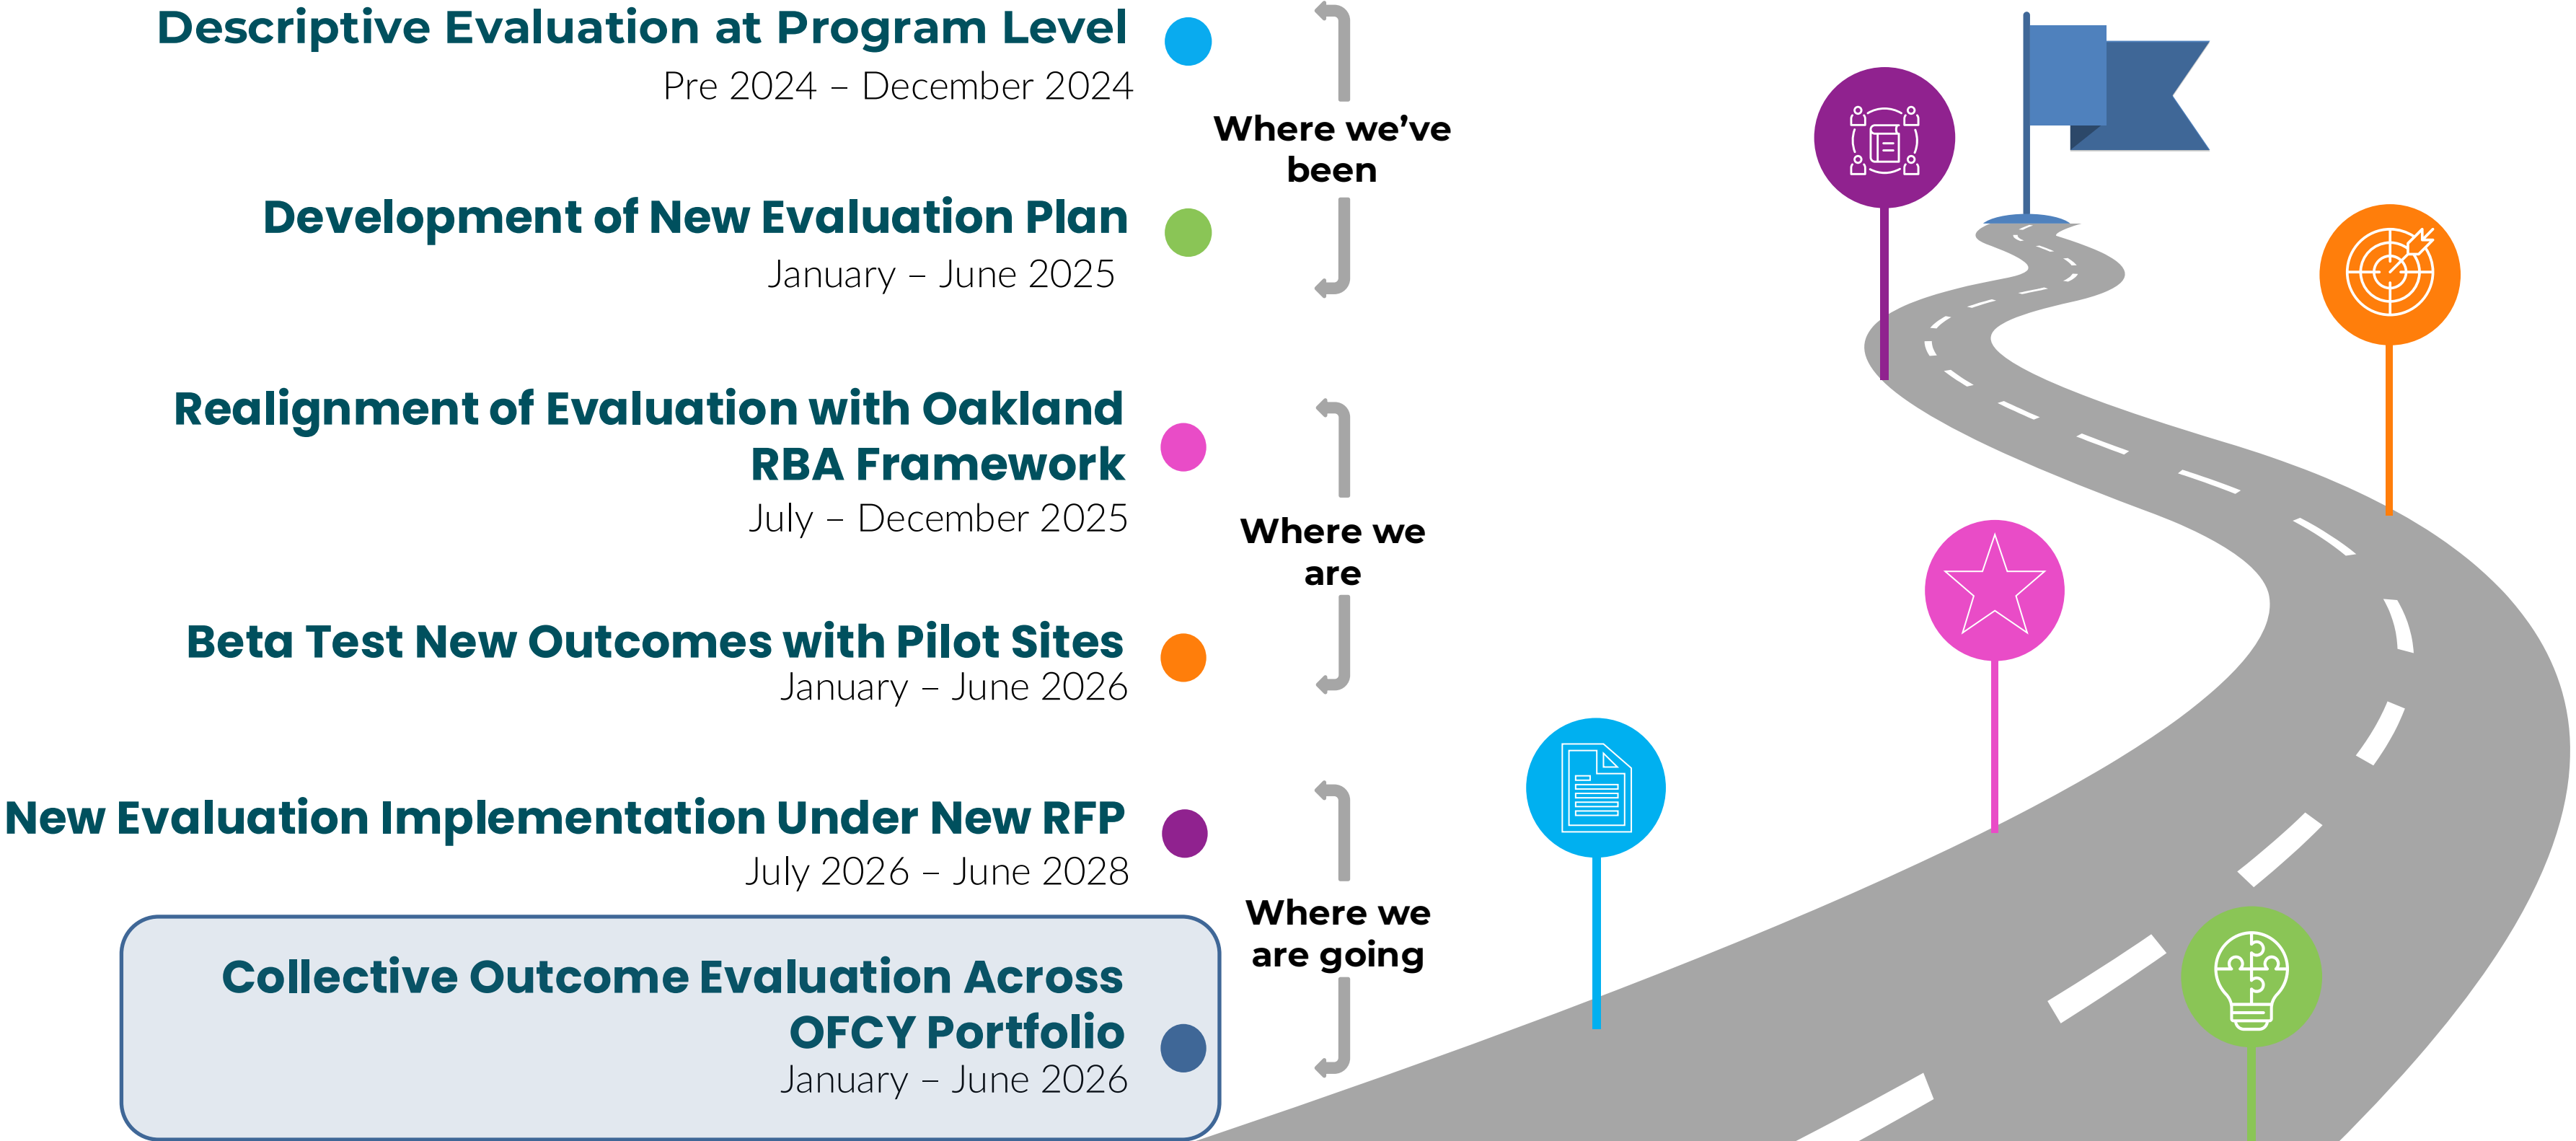 Descriptive Evaluation at Program Level
Pre 2024 – December 2024
Where we've
been
Development of New Evaluation Plan
January – June 2025
Realignment of Evaluation with Oakland
RBA Framework
July – December 2025
Where we
are
Beta Test New Outcomes with Pilot Sites
January – June 2026
New Evaluation Implementation Under New RFP
July 2026 – June 2028
Where we
are going
Collective Outcome Evaluation Across
OFCY Portfolio
January – June 2026